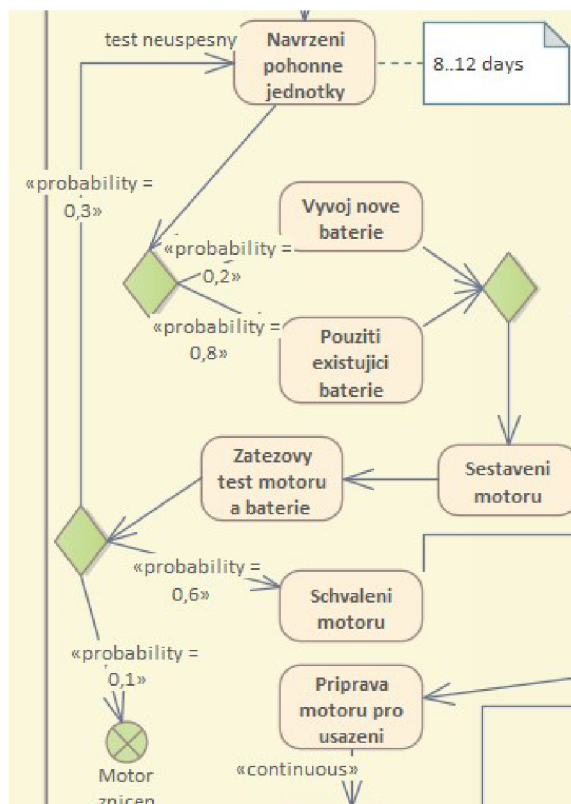 test neuspesny
Navrzeni
pohonne
jednotky
8..12 days
«probability =
0,3»
Vyvoj nove
baterie
«probability =
0,2»
«probability =
0,8»
Pouziti
existujici
baterie
Zatezovy
test motoru
a baterie
Sestaveni
motoru
«probability =
0,6»
Schvaleni
motoru
«probability =
0,1»
Priprava
motoru pro
usazeni
«continuous»
Motor
znicen